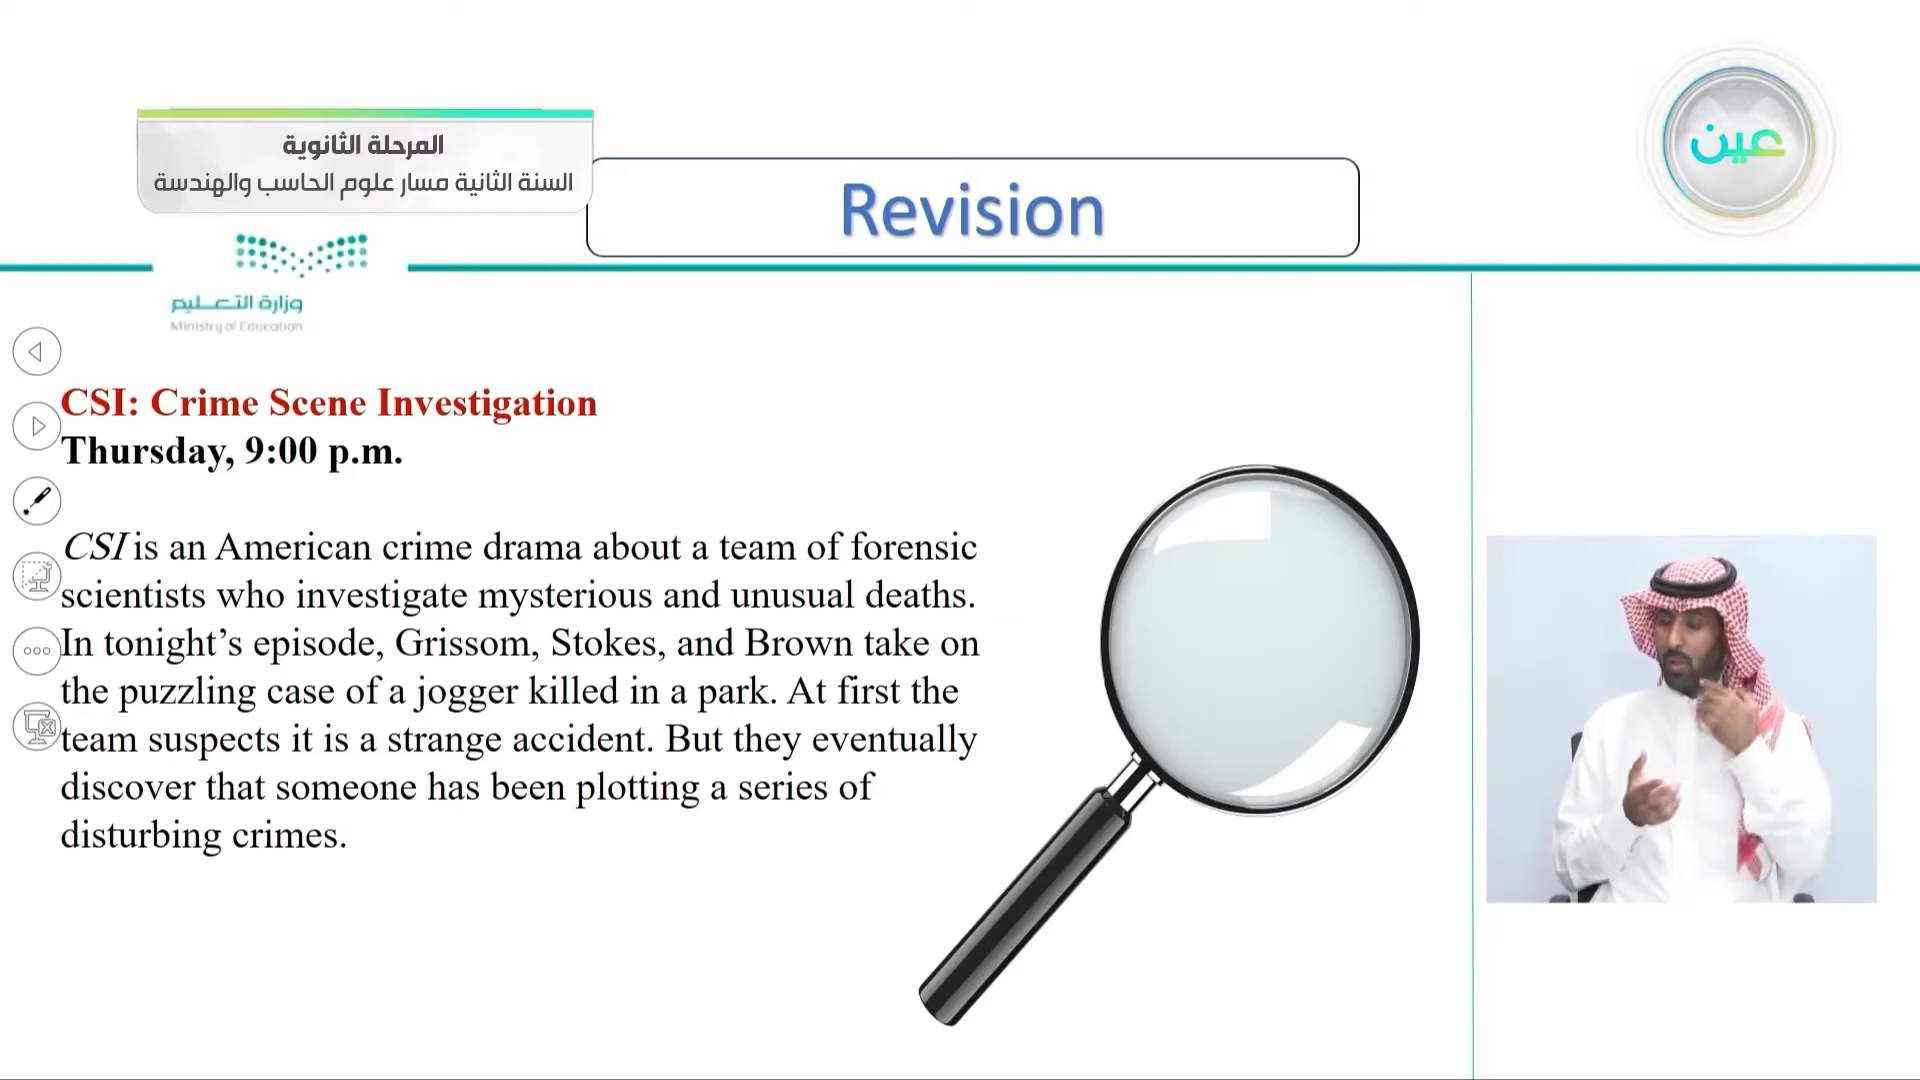 المرحلة الثانوية
السنة الثانية مسار علوم الحاسب والهندسة
عين
Revision
وزارة التعليم
Ministry of Education
CSI: Crime Scene Investigation
Thursday, 9:00 p.m.
CSI is an American crime drama about a team of forensic
scientists who investigate mysterious and unusual deaths.
In tonight’s episode, Grissom, Stokes, and Brown take on
the puzzling case of a jogger killed in a park. At first the
team suspects it is a strange accident. But they eventually
discover that someone has been plotting a series of
disturbing crimes.